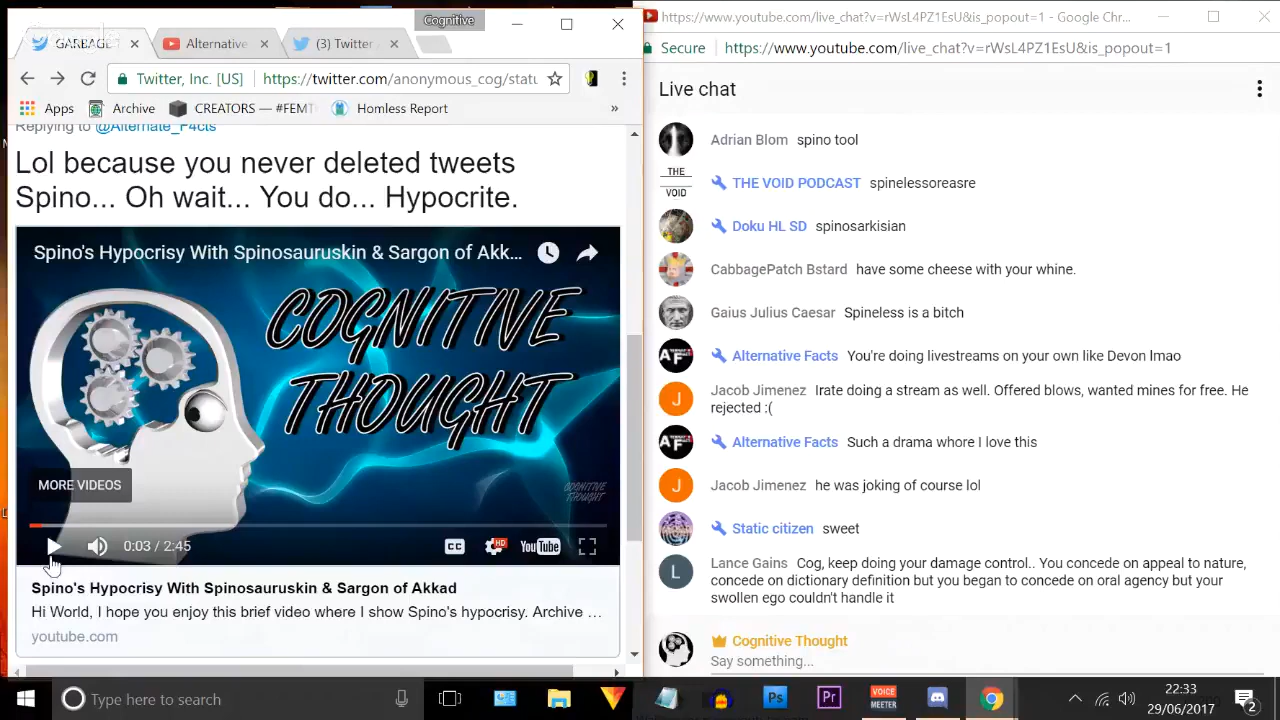 Cognitive
GARBAGE
Alternative
(3) Twitter
Twitter, Inc. [US]
https://twitter.com/anonymous_cog/statu
Apps
Archive
CREATORS — #FEMT
Homless Report
»
Replying to @Alternate_F4cts
Lol because you never deleted tweets
Spino... Oh wait... You do... Hypocrite.
Spino's Hypocrisy With Spinosauruskin & Sargon of Akk...
COGNITIVE
THOUGHT
MORE VIDEOS
COGNITIVE
THOUGHT
0:03 / 2:45
CC
HD
YouTube
Spino's Hypocrisy With Spinosauruskin & Sargon of Akkad
Hi World, I hope you enjoy this brief video where I show Spino's hypocrisy. Archive ...
youtube.com
https://www.youtube.com/live_chat?v=rWsL4PZ1EsU&is_popout=1 - Google Chr...
Secure
https://www.youtube.com/live_chat?v=rWsL4PZ1EsU&is_popout=1
Live chat
Adrian Blom spino tool
THE
VOID
THE VOID PODCAST spinelessoreasre
Doku HL SD spinosarkisian
CabbagePatch Bstard have some cheese with your whine.
Gaius Julius Caesar Spineless is a bitch
AF
Alternative Facts You're doing livestreams on your own like Devon lmao
J
Jacob Jimenez Irate doing a stream as well. Offered blows, wanted mines for free. He
rejected :(
AF
Alternative Facts Such a drama whore I love this
J
Jacob Jimenez he was joking of course lol
Static citizen sweet
L
Lance Gains Cog, keep doing your damage control.. You concede on appeal to nature,
concede on dictionary definition but you began to concede on oral agency but your
swollen ego couldn't handle it
Cognitive Thought
Say something...
Type here to search
Ps
Pr
VOICE
MEETER
22:33
29/06/2017
2